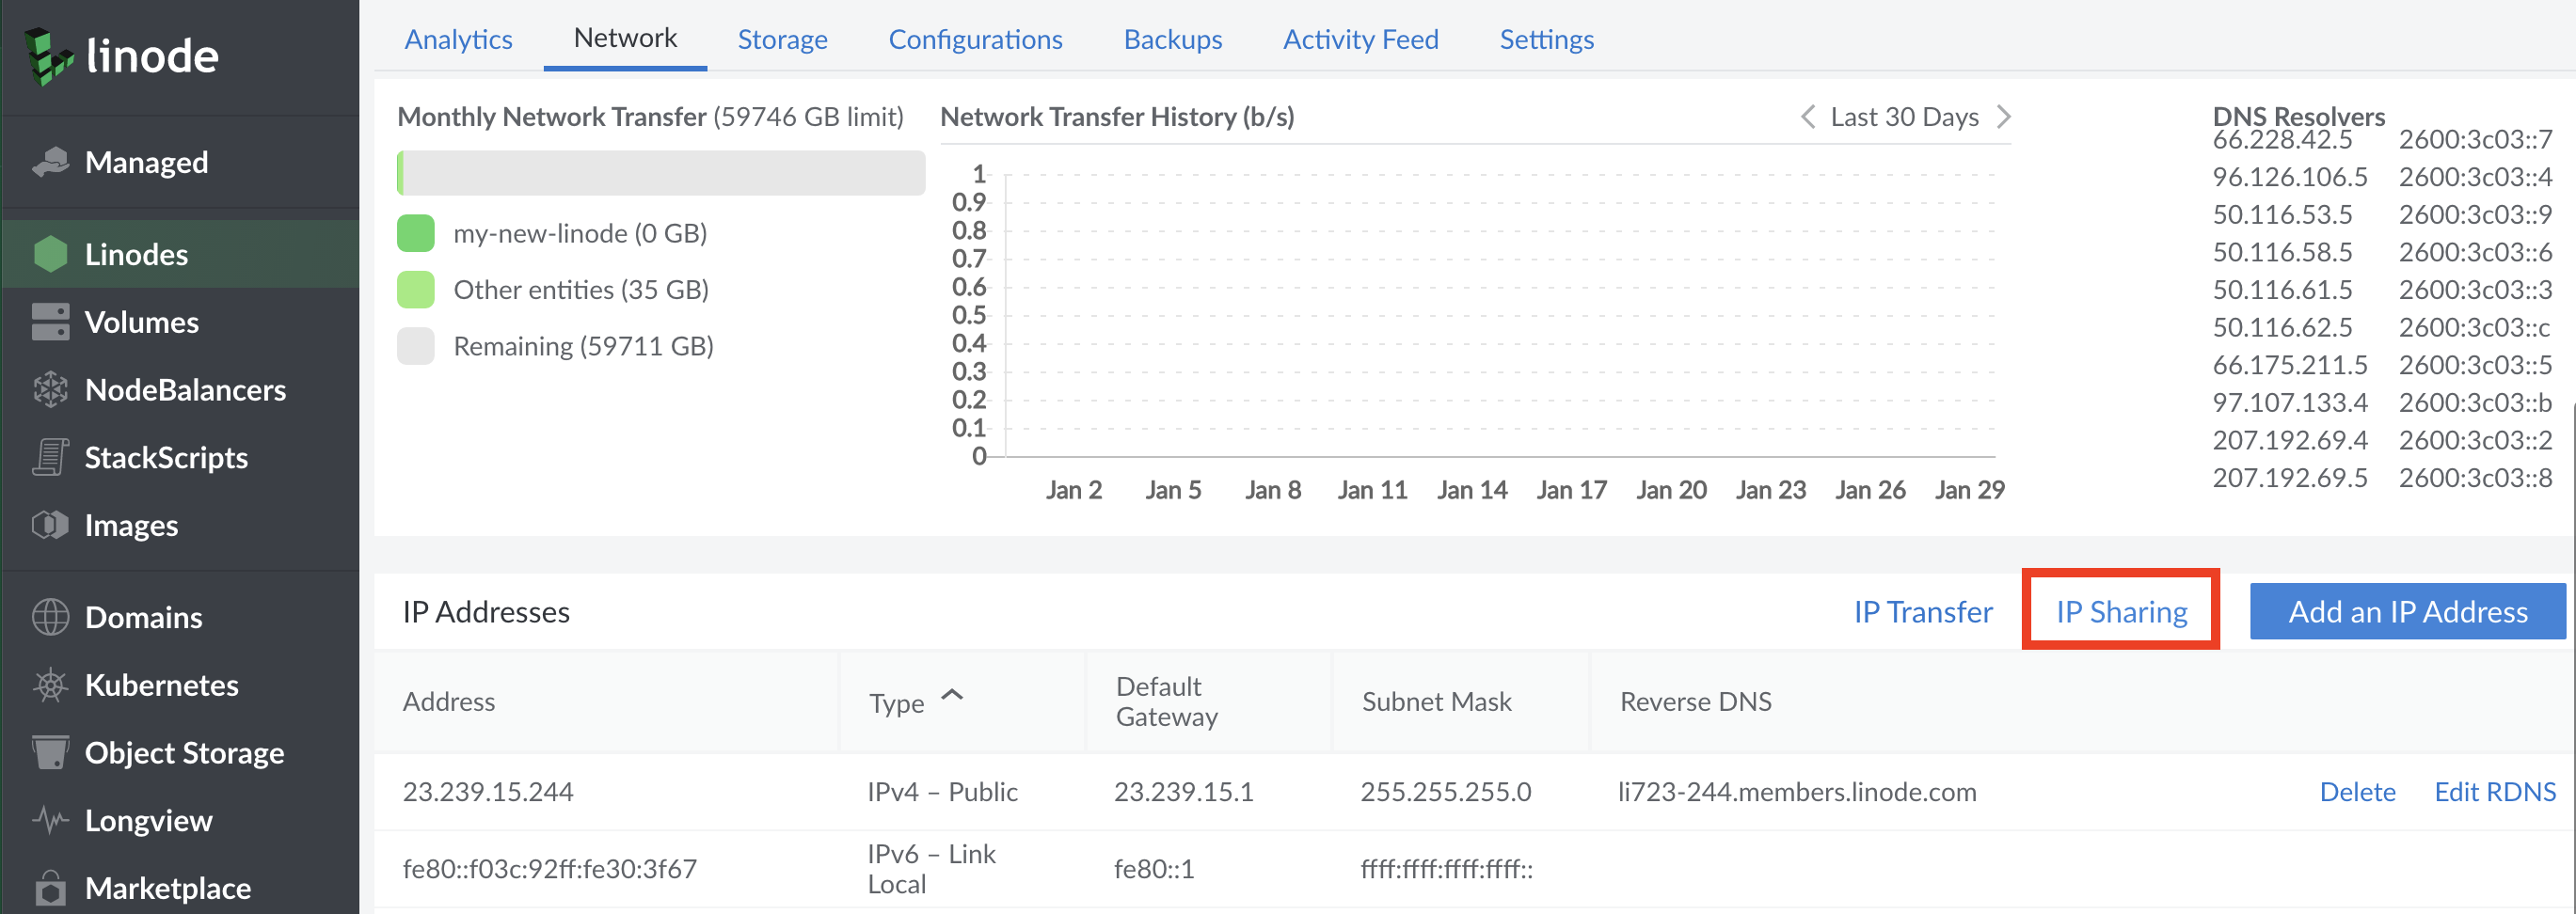 linode
Managed
Linodes
Volumes
NodeBalancers
StackScripts
Images
Domains
Kubernetes
Object Storage
Longview
Marketplace
Analytics Network Storage Configurations Backups Activity Feed Settings
Monthly Network Transfer (59746 GB limit)
my-new-linode (0 GB)
Other entities (35 GB)
Remaining (59711 GB)
Network Transfer History (b/s) Last 30 Days
1
0.9
0.8
0.7
0.6
0.5
0.4
0.3
0.2
0.1
0
Jan 2 Jan 5 Jan 8 Jan 11 Jan 14 Jan 17 Jan 20 Jan 23 Jan 26 Jan 29
DNS Resolvers
66.228.42.5 2600:3c03::7
96.126.106.5 2600:3c03::4
50.116.53.5 2600:3c03::9
50.116.58.5 2600:3c03::6
50.116.61.5 2600:3c03::3
50.116.62.5 2600:3c03::c
66.175.211.5 2600:3c03::5
97.107.133.4 2600:3c03::b
207.192.69.4 2600:3c03::2
207.192.69.5 2600:3c03::8
IP Addresses IP Transfer IP Sharing Add an IP Address
Address Type Default Gateway Subnet Mask Reverse DNS
23.239.15.244 IPv4 – Public 23.239.15.1 255.255.255.0 li723-244.members.linode.com Delete Edit RDNS
fe80::f03c:92ff:fe30:3f67 IPv6 – Link Local fe80::1 ffff:ffff:ffff:ffff::